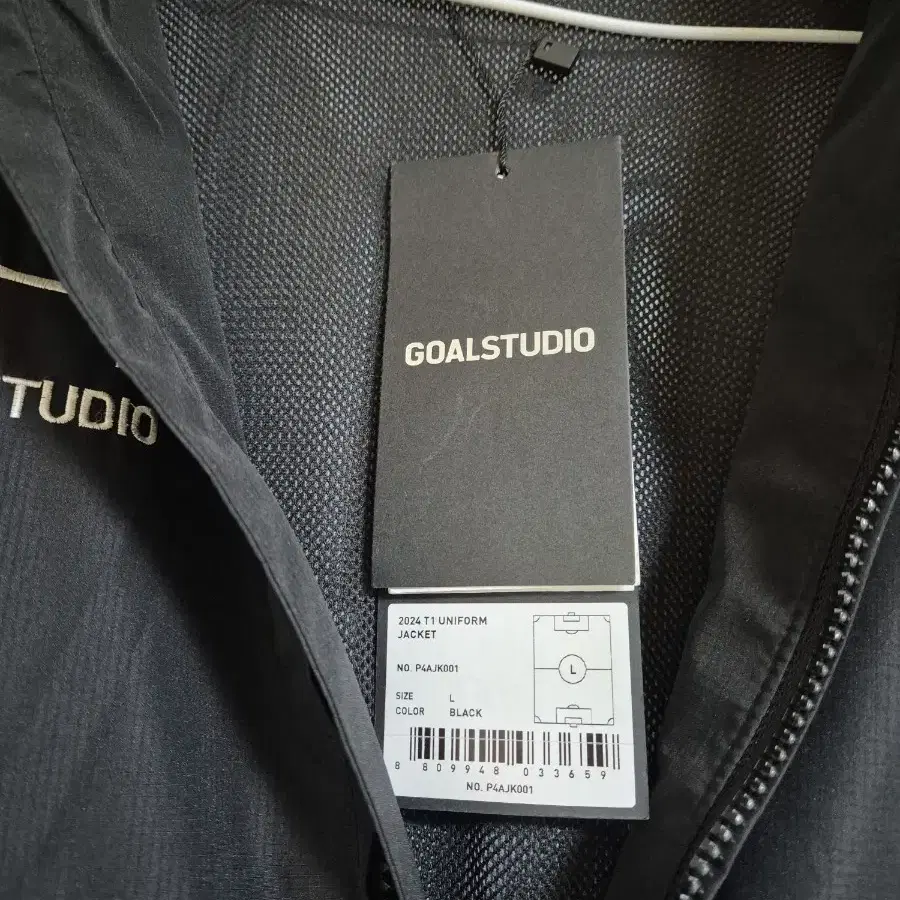 GOALSTUDIO
TUDIO
2024 T1 UNIFORM
JACKET
L
NO. P4AJK001
SIZE L
COLOR BLACK
8 809948 033659
NO. P4AJK001